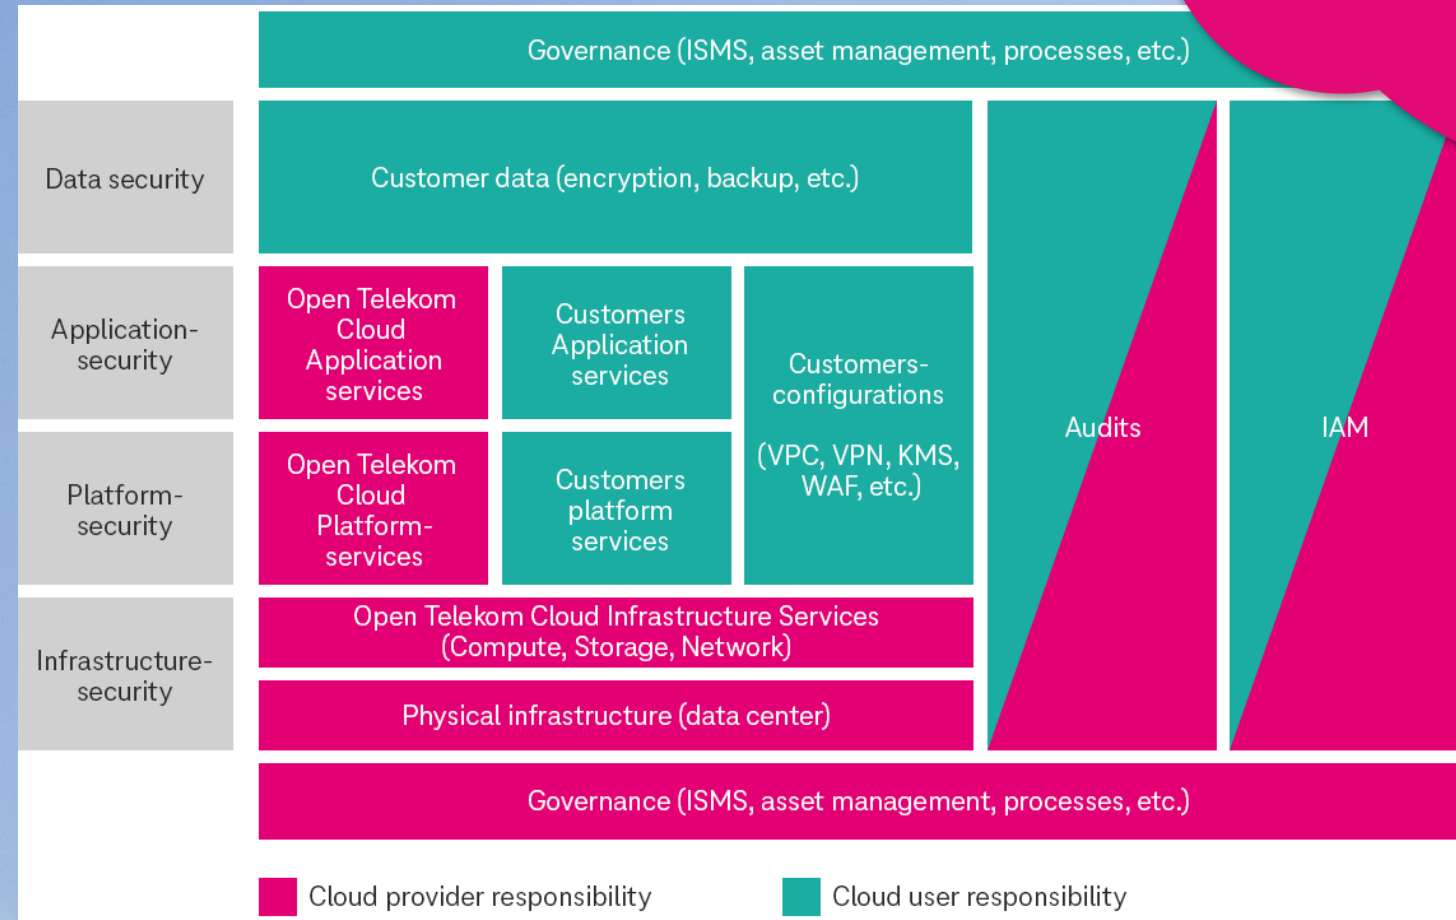 Governance (ISMS, asset management, processes, etc.)
Data security
Customer data (encryption, backup, etc.)
Application-
security
Open Telekom
Cloud
Application
services
Customers
Application
services
Customers-
configurations
(VPC, VPN, KMS,
WAF, etc.)
Audits
IAM
Platform-
security
Open Telekom
Cloud
Platform-
services
Customers
platform
services
Infrastructure-
security
Open Telekom Cloud Infrastructure Services
(Compute, Storage, Network)
Physical infrastructure (data center)
Governance (ISMS, asset management, processes, etc.)
Cloud provider responsibility
Cloud user responsibility